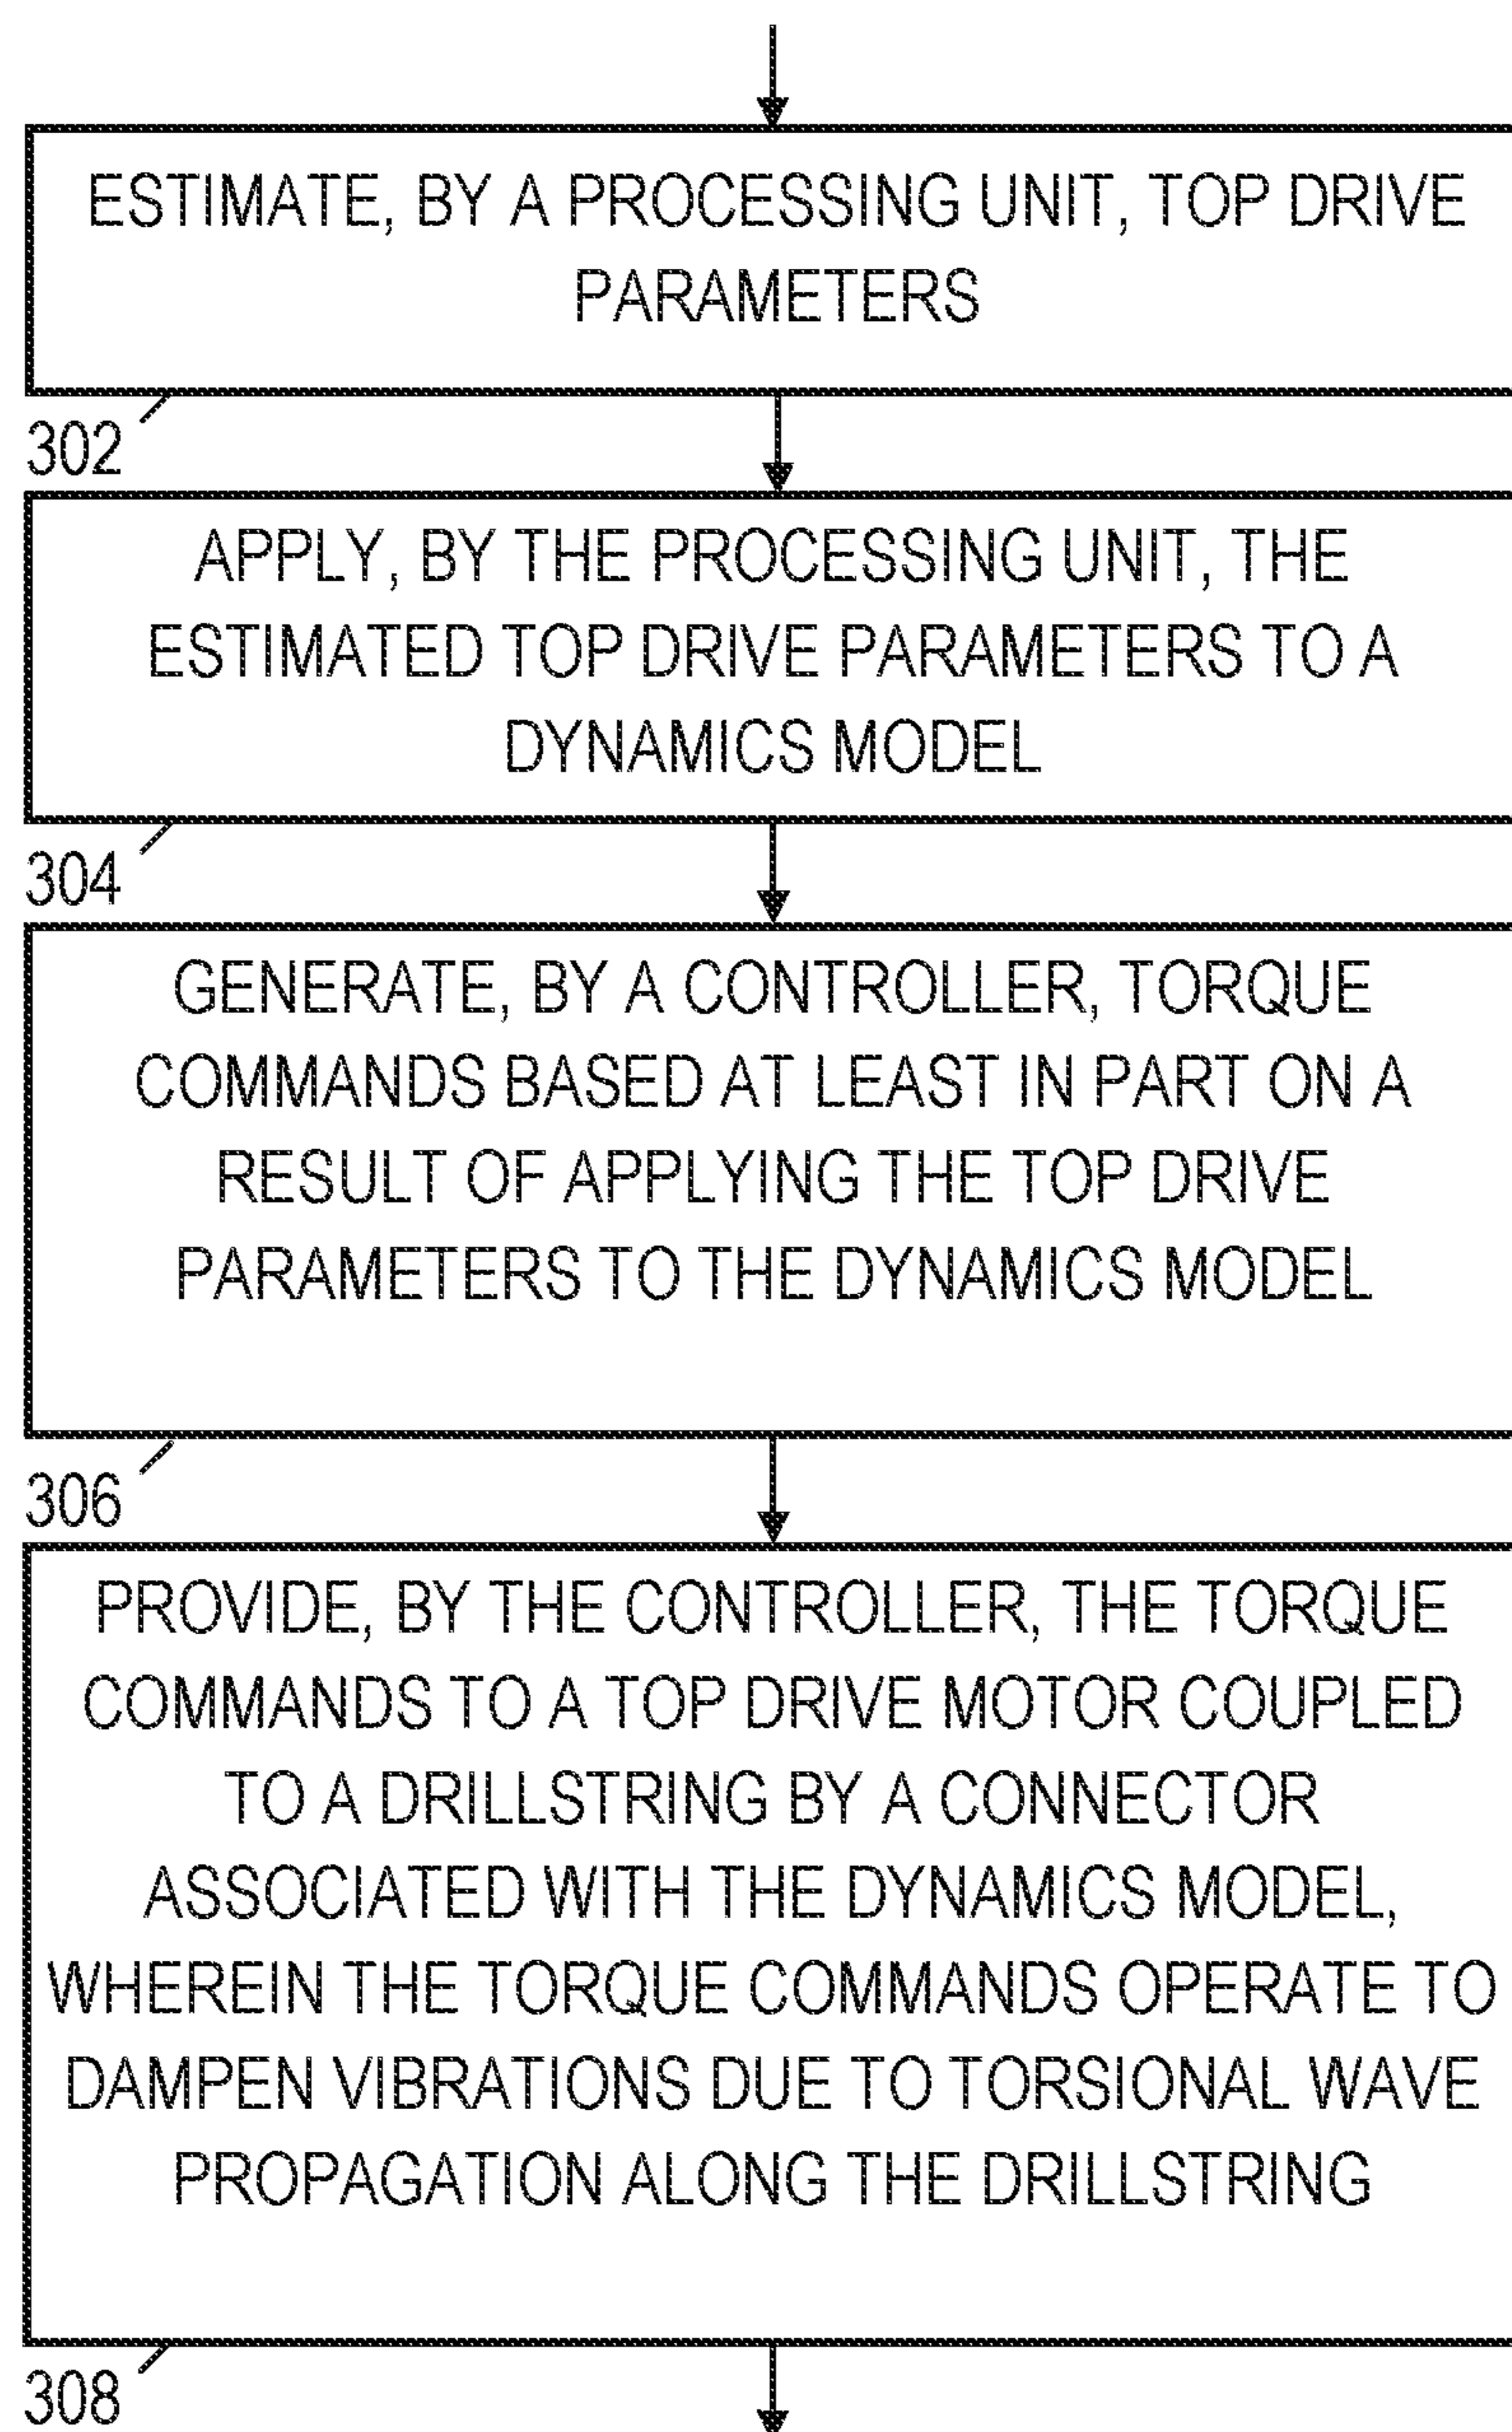 ESTIMATE, BY A PROCESSING UNIT, TOP DRIVE
PARAMETERS
302
APPLY, BY THE PROCESSING UNIT, THE
ESTIMATED TOP DRIVE PARAMETERS TO A
DYNAMICS MODEL
304
GENERATE, BY A CONTROLLER, TORQUE
COMMANDS BASED AT LEAST IN PART ON A
RESULT OF APPLYING THE TOP DRIVE
PARAMETERS TO THE DYNAMICS MODEL
306
PROVIDE, BY THE CONTROLLER, THE TORQUE
COMMANDS TO A TOP DRIVE MOTOR COUPLED
TO A DRILLSTRING BY A CONNECTOR
ASSOCIATED WITH THE DYNAMICS MODEL,
WHEREIN THE TORQUE COMMANDS OPERATE TO
DAMPEN VIBRATIONS DUE TO TORSIONAL WAVE
PROPAGATION ALONG THE DRILLSTRING
308